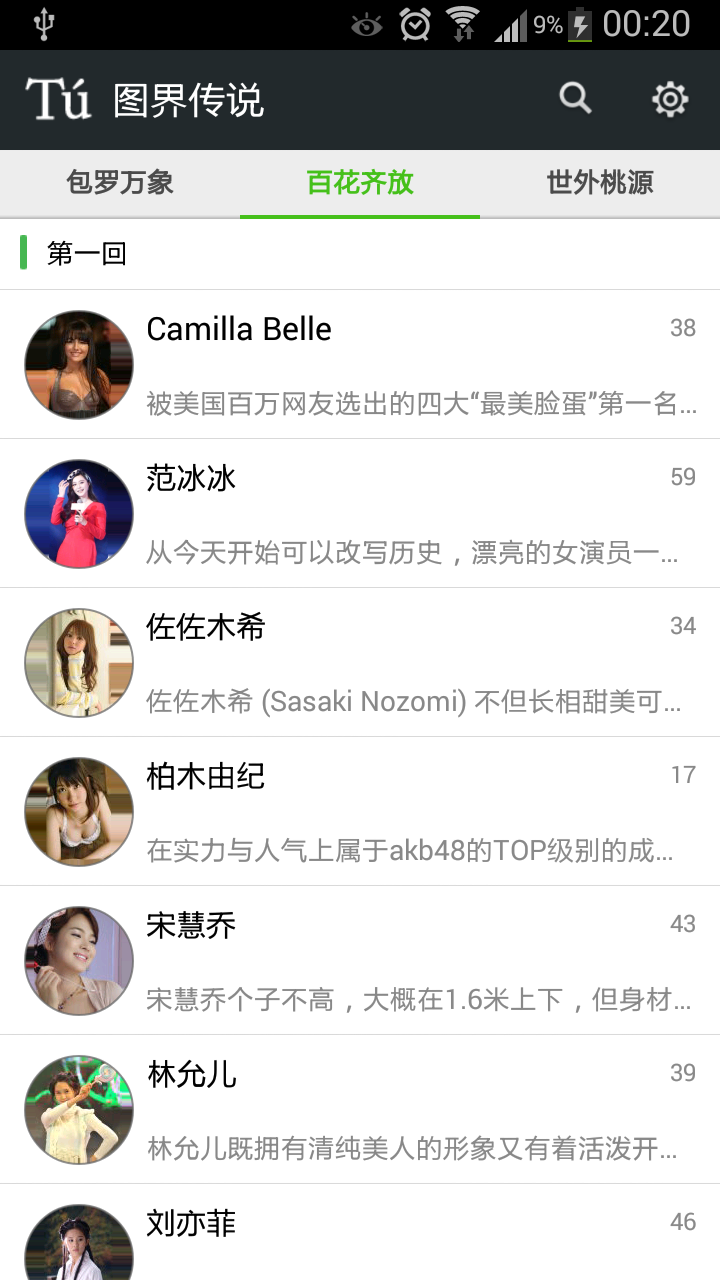 9% 00:20
Tú 图界传说
包罗万象 百花齐放 世外桃源
第一回
Camilla Belle 38
被美国百万网友选出的四大“最美脸蛋”第一名...
范冰冰 59
从今天开始可以改写历史，漂亮的女演员一...
佐佐木希 34
佐佐木希 (Sasaki Nozomi) 不但长相甜美可...
柏木由纪 17
在实力与人气上属于akb48的TOP级别的成...
宋慧乔 43
宋慧乔个子不高，大概在1.6米上下，但身材...
林允儿 39
林允儿既拥有清纯美人的形象又有着活泼开...
刘亦菲 46